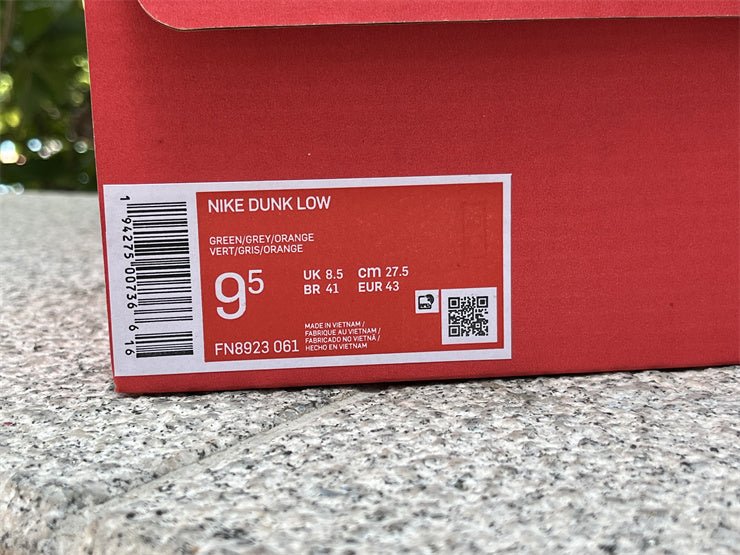 NIKE DUNK LOW
GREEN/GREY/ORANGE
VERT/GRIS/ORANGE
9⁵
UK 8.5 cm 27.5
BR 41 EUR 43
FN8923 061
MADE IN VIETNAM /
FABRIQUE AU VIETNAM /
FABRICADO NO VIETNÃ /
HECHO EN VIETNAM
1 94275 00736 6 16